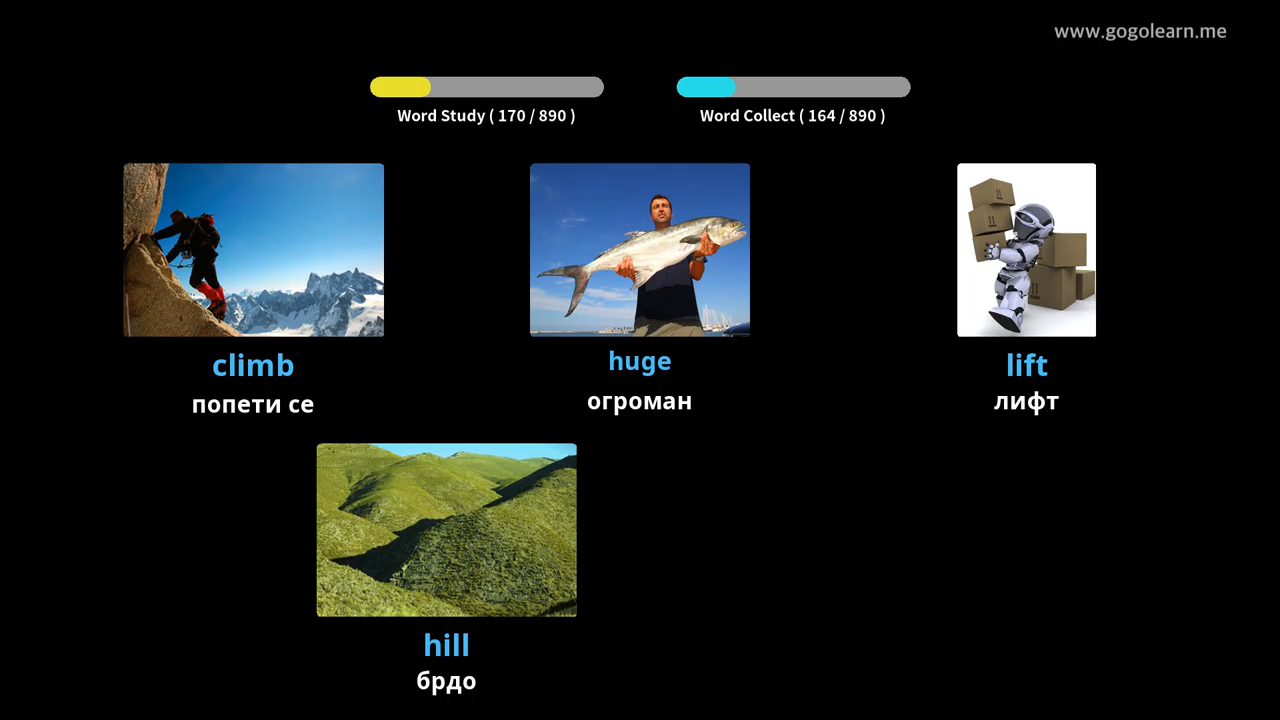 www.gogolearn.me
Word Study ( 170 / 890 )
Word Collect ( 164 / 890 )
climb
попети се
huge
огроман
lift
лифт
hill
брдо